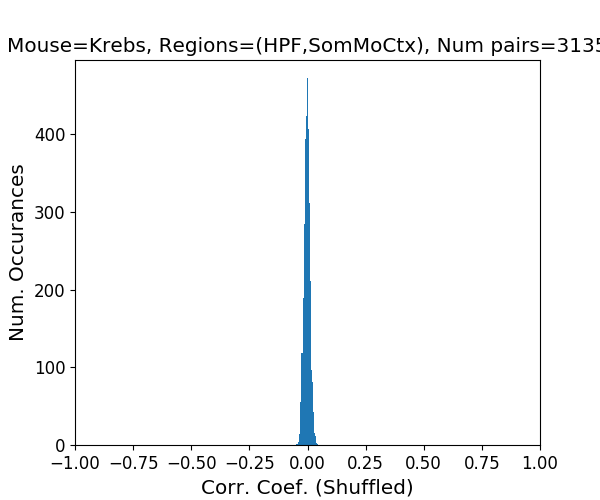 Mouse=Krebs, Regions=(HPF,SomMoCtx), Num pairs=3135
Num. Occurances
400
300
200
100
0
−1.00 −0.75 −0.50 −0.25 0.00 0.25 0.50 0.75 1.00
Corr. Coef. (Shuffled)